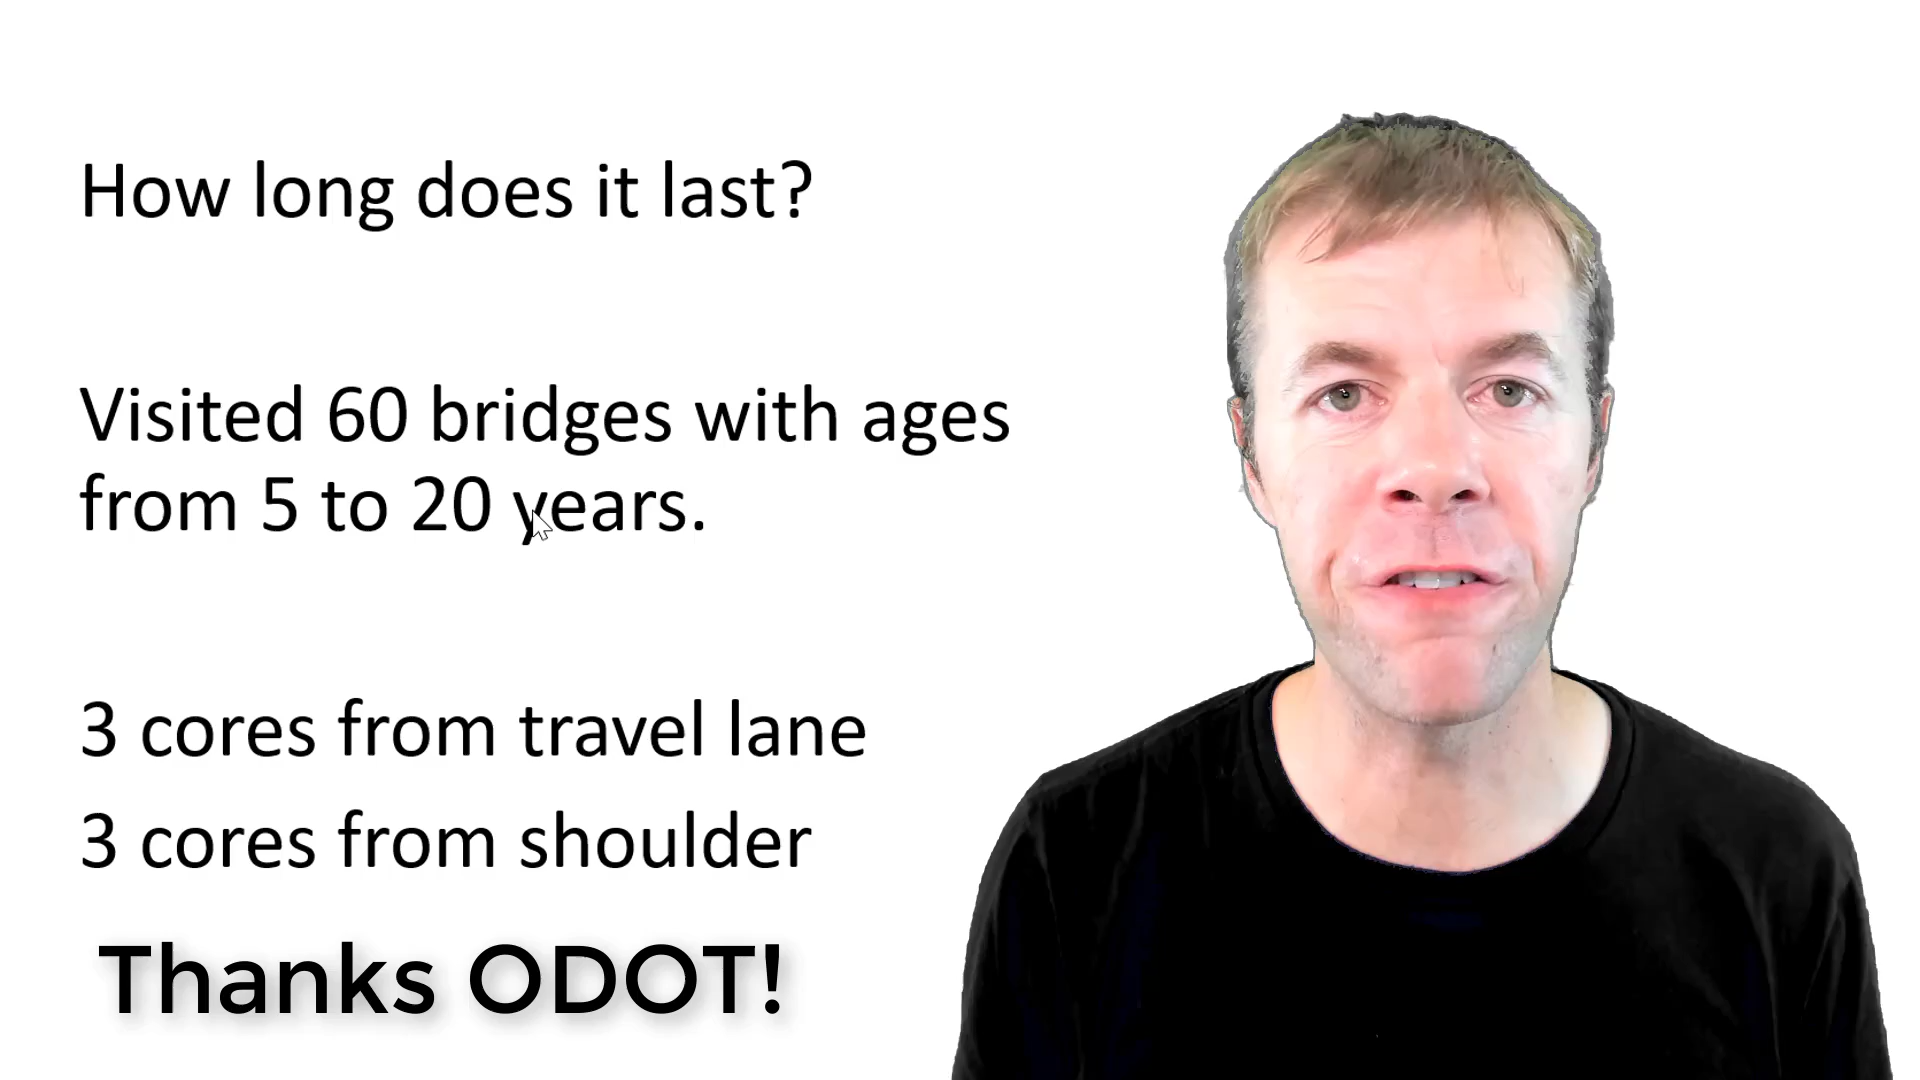 How long does it last?
Visited 60 bridges with ages
from 5 to 20 years.
3 cores from travel lane
3 cores from shoulder
Thanks ODOT!